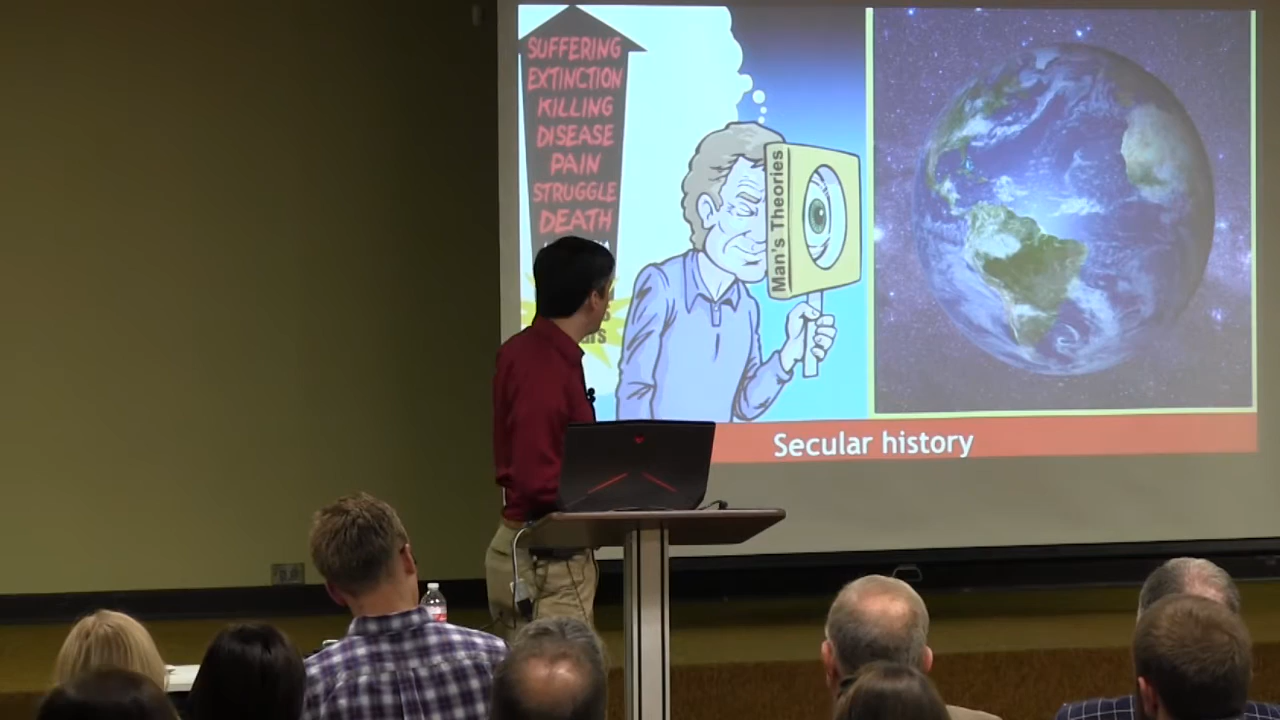 SUFFERING
EXTINCTION
KILLING
DISEASE
PAIN
STRUGGLE
DEATH
Man's Theories
Secular history